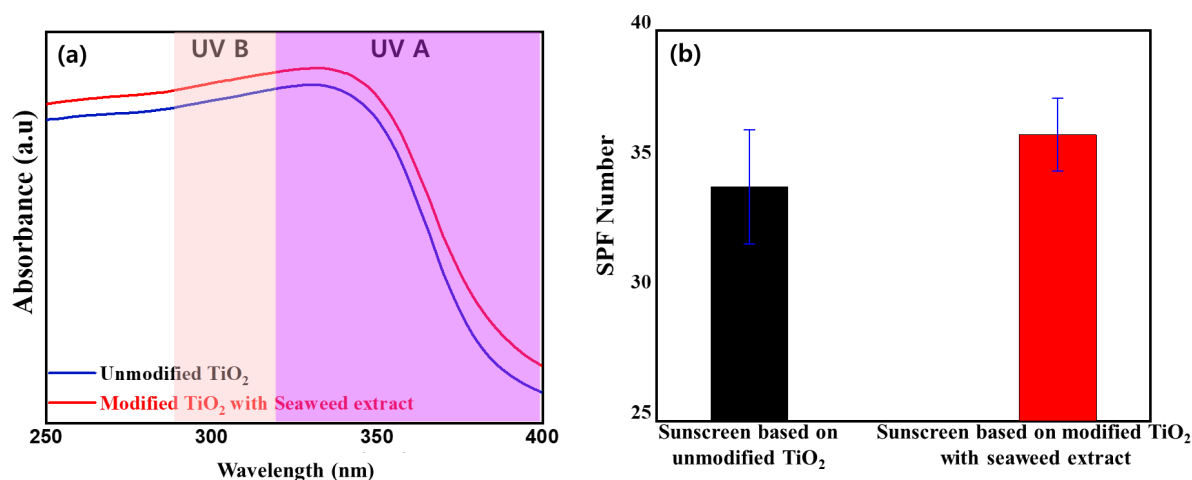 (a)
UV B
UV A
Absorbance (a.u)
Unmodified TiO₂
Modified TiO₂ with Seaweed extract
250
300
350
400
Wavelength (nm)
(b)
40
35
30
25
SPF Number
Sunscreen based on
unmodified TiO₂
Sunscreen based on modified TiO₂
with seaweed extract